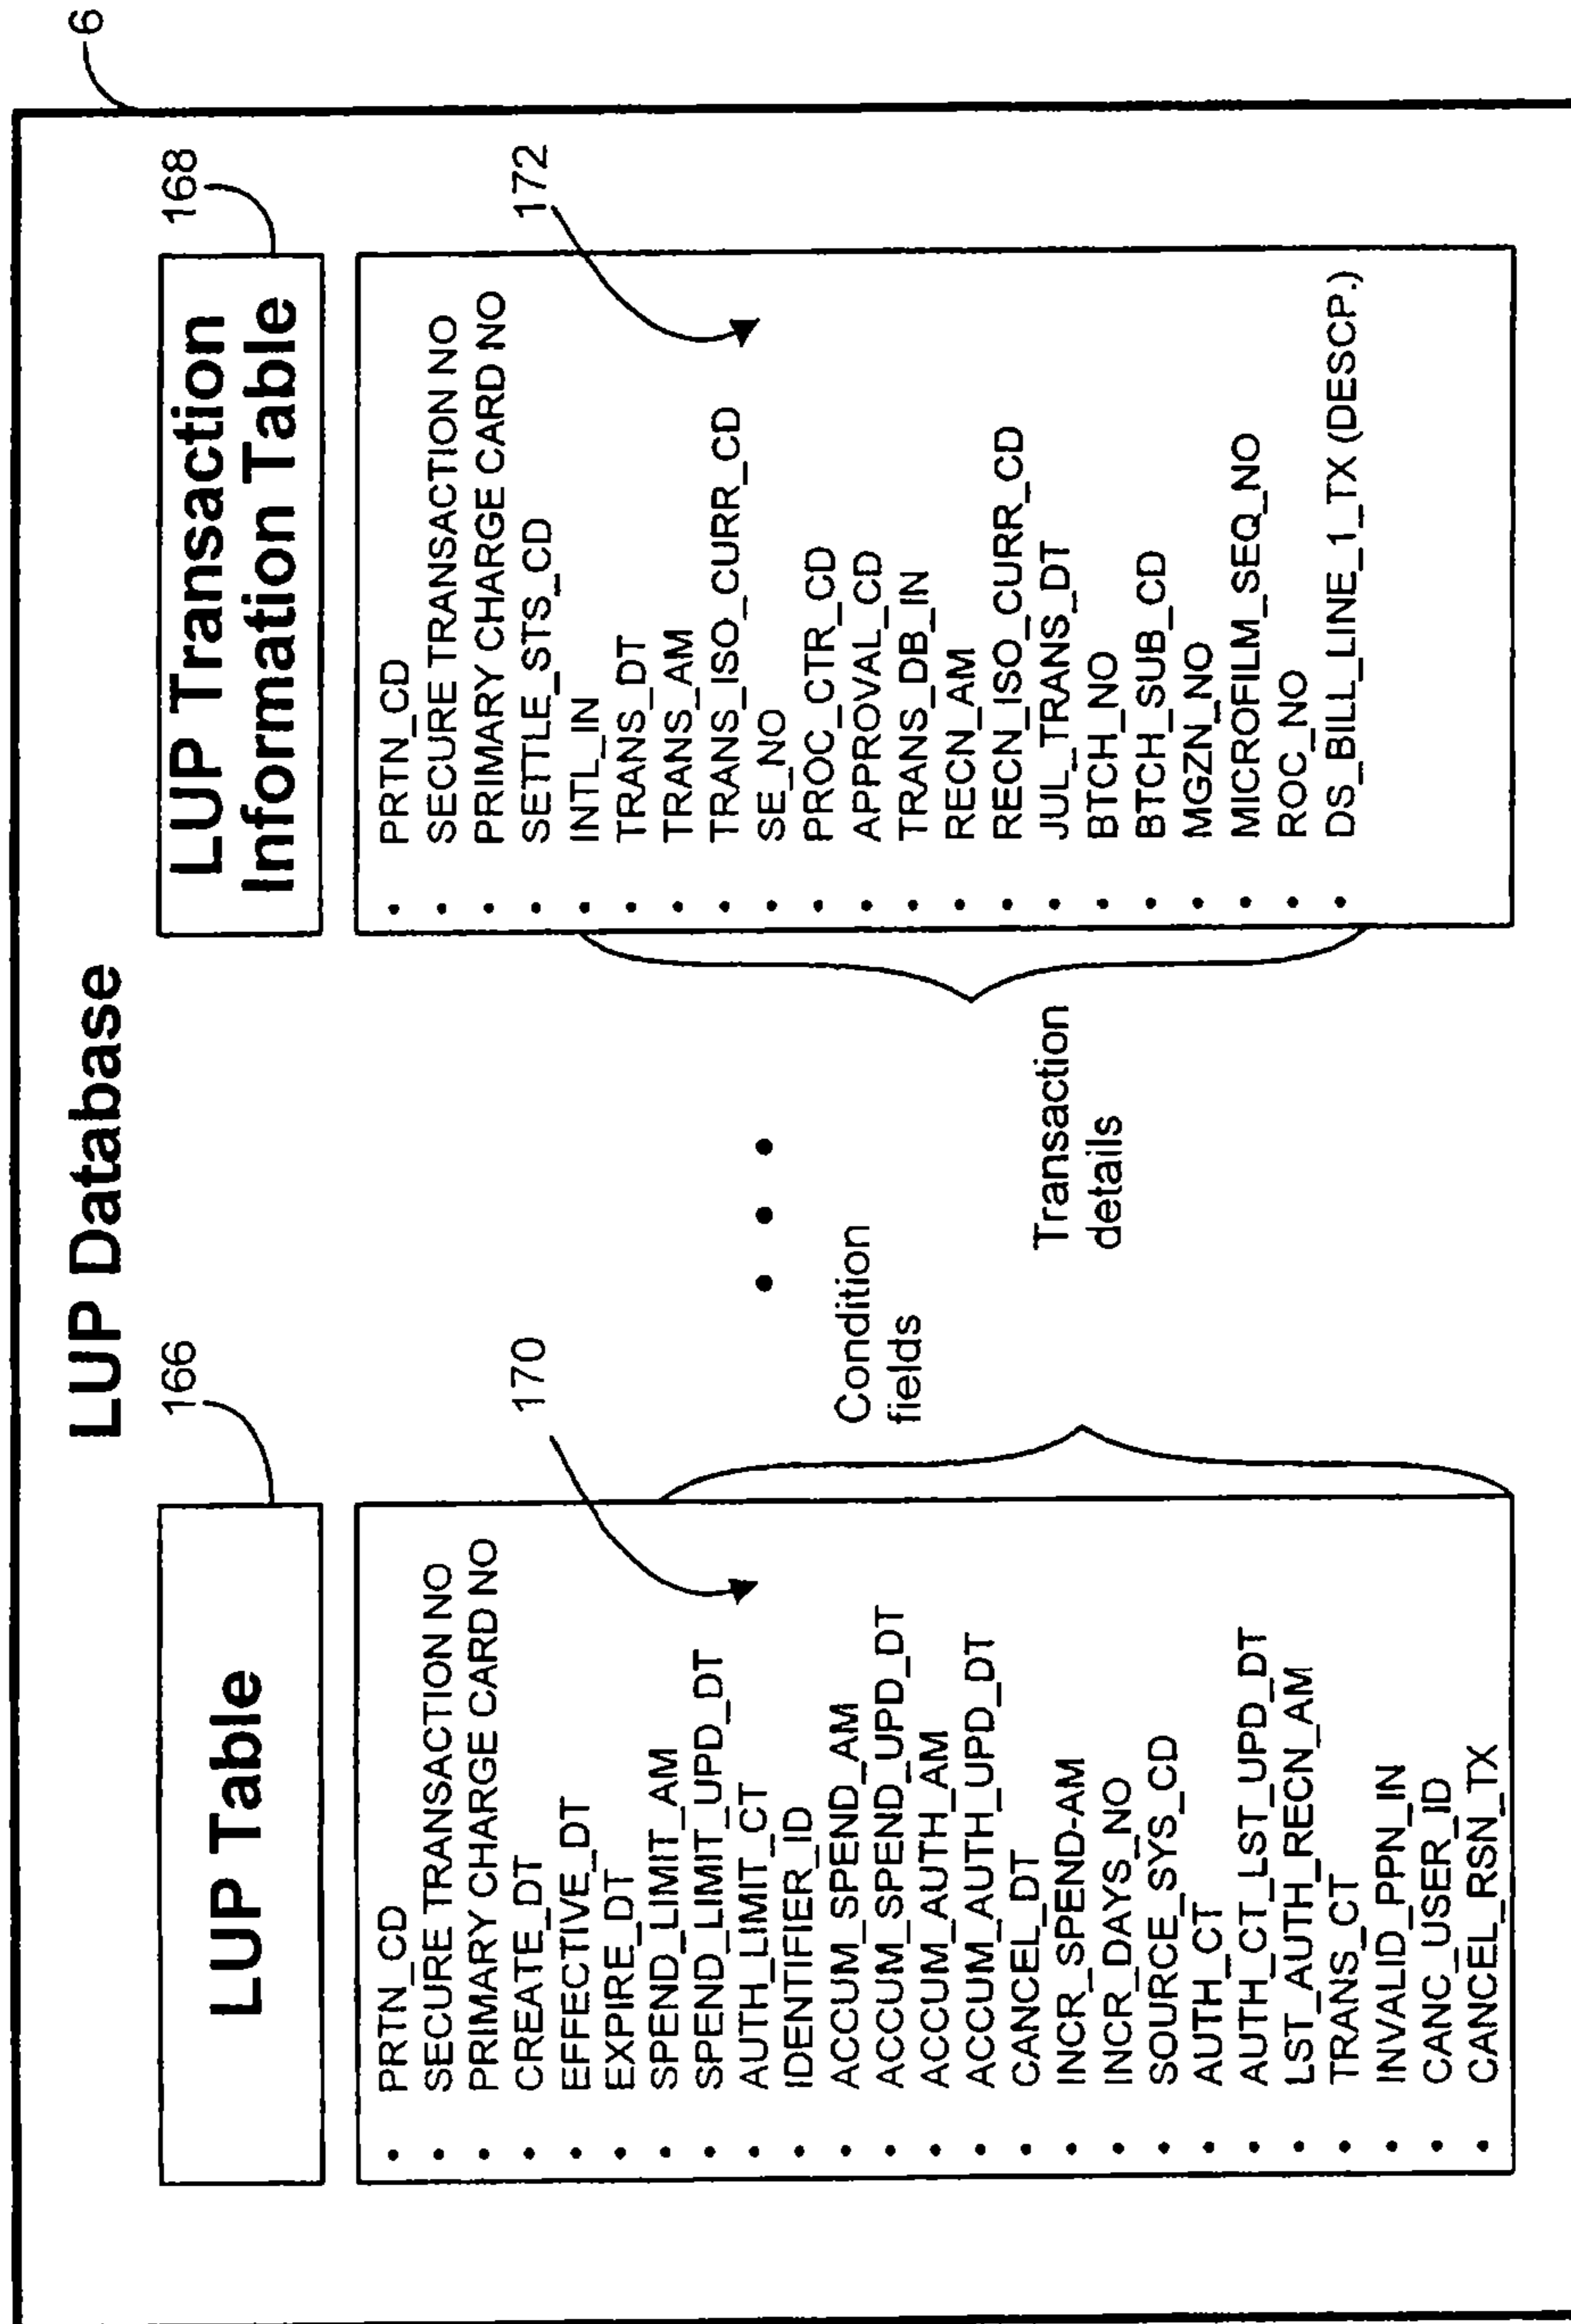 LUP Database
6
166
LUP Table
• PRTN_CD
• SECURE TRANSACTION NO
• PRIMARY CHARGE CARD NO
• CREATE_DT
• EFFECTIVE_DT
• EXPIRE_DT
• SPEND_LIMIT_AM
• SPEND_LIMIT_UPD_DT
• AUTH_LIMIT_CT
• IDENTIFIER_ID
• ACCUM_SPEND_AM
• ACCUM_SPEND_UPD_DT
• ACCUM_AUTH_AM
• ACCUM_AUTH_UPD_DT
• CANCEL_DT
• INCR_SPEND-AM
• INCR_DAYS_NO
• SOURCE_SYS_CD
• AUTH_CT
• AUTH_CT_LST_UPD_DT
• LST_AUTH_RECN_AM
• TRANS_CT
• INVALID_PPN_IN
• CANC_USER_ID
• CANCEL_RSN_TX
170
Condition
fields
• • •
Transaction
details
168
LUP Transaction
Information Table
172
• PRTN_CD
• SECURE TRANSACTION NO
• PRIMARY CHARGE CARD NO
• SETTLE_STS_CD
• INTL_IN
• TRANS_DT
• TRANS_AM
• TRANS_ISO_CURR_CD
• SE_NO
• PROC_CTR_CD
• APPROVAL_CD
• TRANS_DB_IN
• RECN_AM
• RECN_ISO_CURR_CD
• JUL_TRANS_DT
• BTCH_NO
• BTCH_SUB_CD
• MGZN_NO
• MICROFILM_SEQ_NO
• ROC_NO
• DS_BILL_LINE_1_TX (DESCP.)